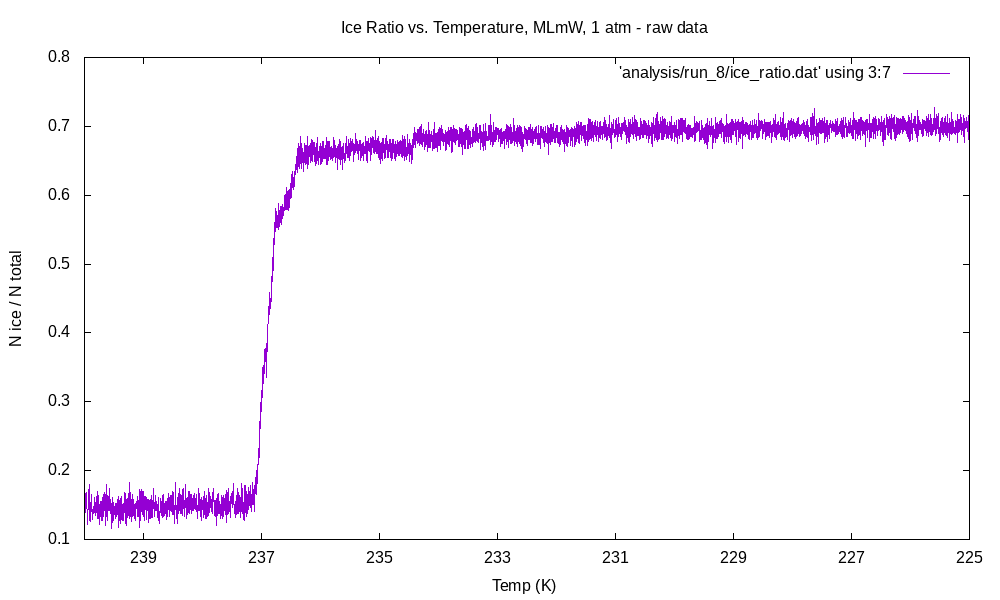 Ice Ratio vs. Temperature, MLmW, 1 atm - raw data
'analysis/run_8/ice_ratio.dat' using 3:7
0.8
0.7
0.6
0.5
0.4
0.3
0.2
0.1
N ice / N total
239 237 235 233 231 229 227 225
Temp (K)